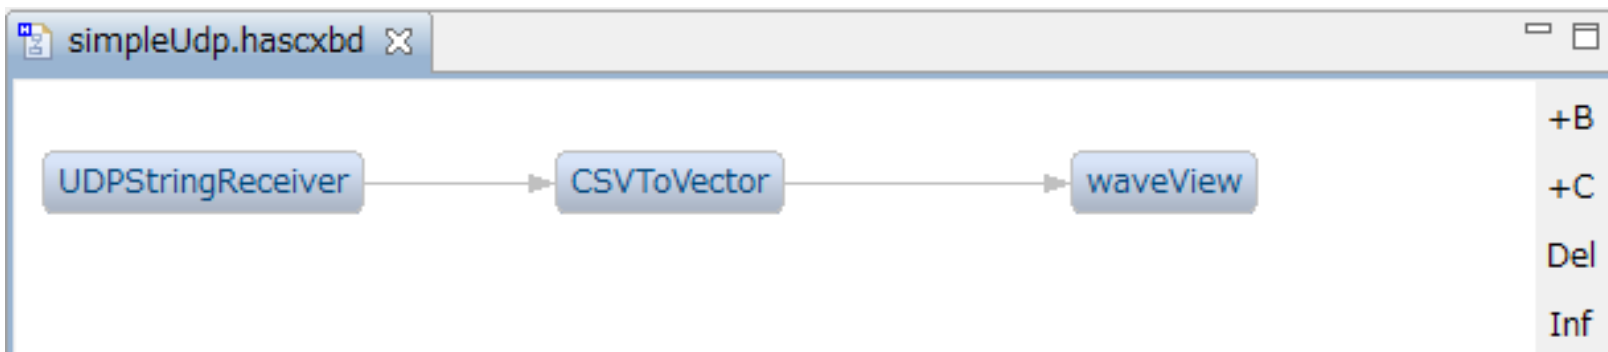 simpleUdp.hascxbd
+B
UDPStringReceiver CSVToVector waveView
+C
Del
Inf